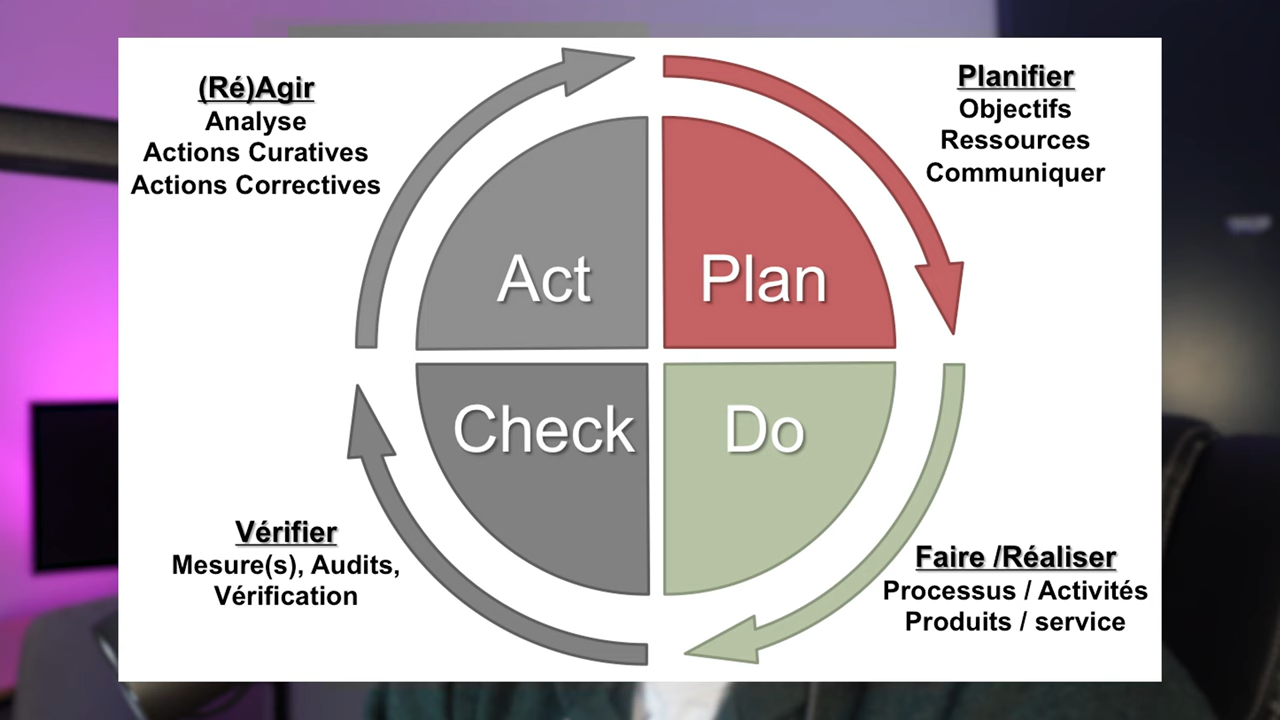 (Ré)Agir
Analyse
Actions Curatives
Actions Correctives
Planifier
Objectifs
Ressources
Communiquer
Act
Plan
Check
Do
Vérifier
Mesure(s), Audits,
Vérification
Faire /Réaliser
Processus / Activités
Produits / service